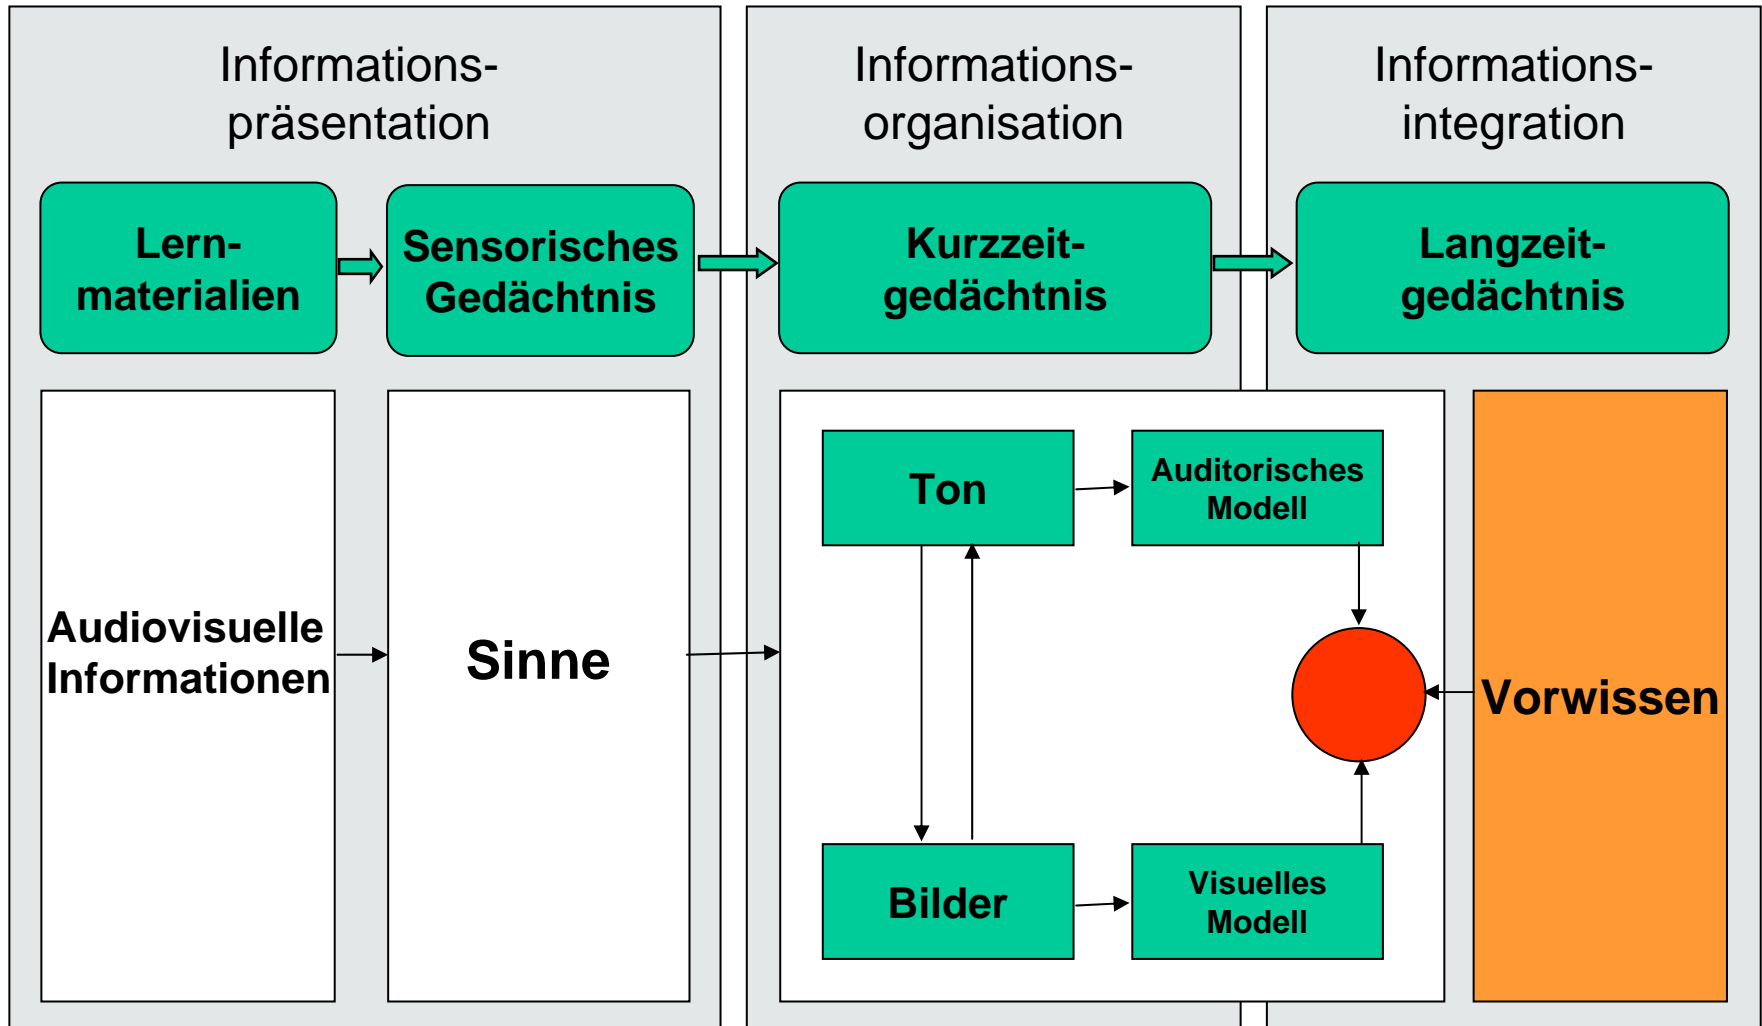 Informations-
präsentation
Informations-
organisation
Informations-
integration
Lern-
materialien
Sensorisches
Gedächtnis
Kurzzeit-
gedächtnis
Langzeit-
gedächtnis
Audiovisuelle
Informationen
Sinne
Ton
Auditorisches
Modell
Bilder
Visuelles
Modell
Vorwissen